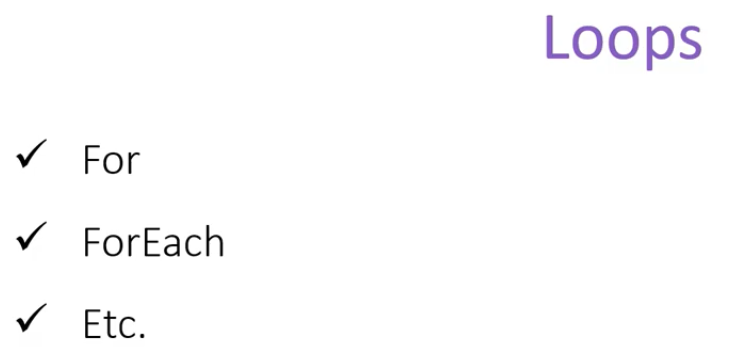 Loops
✓ For
✓ ForEach
✓ Etc.